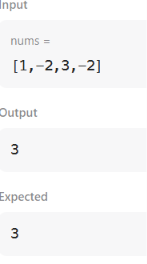 Input
nums =
[1,-2,3,-2]
Output
3
Expected
3